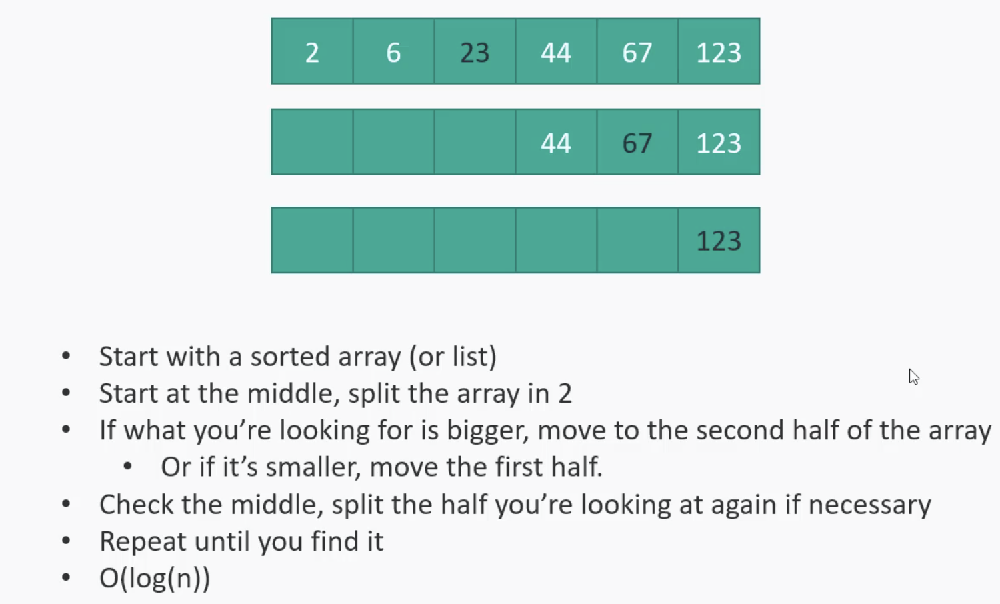 2 6 23 44 67 123
44 67 123
123
• Start with a sorted array (or list)
• Start at the middle, split the array in 2
• If what you’re looking for is bigger, move to the second half of the array
• Or if it’s smaller, move the first half.
• Check the middle, split the half you’re looking at again if necessary
• Repeat until you find it
• O(log(n))